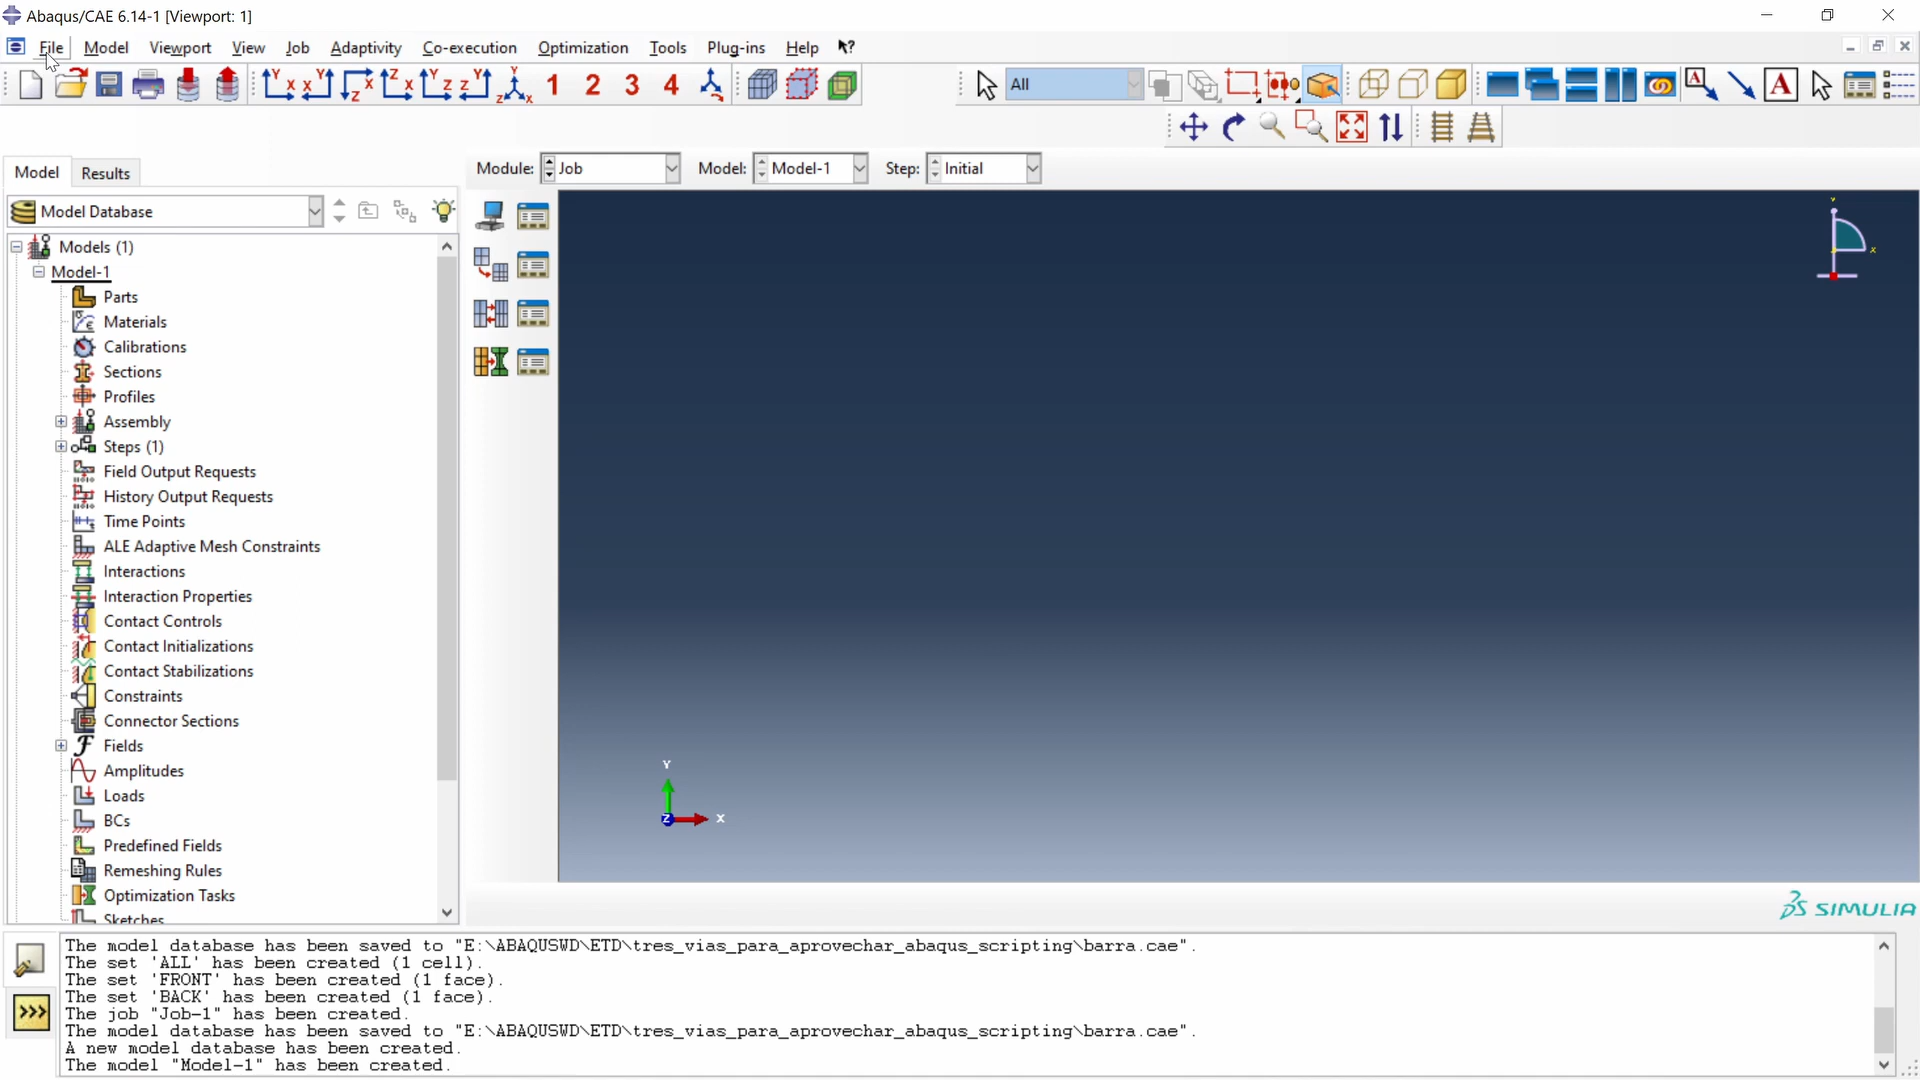 Abaqus/CAE 6.14-1 [Viewport: 1]
File Model Viewport View Job Adaptivity Co-execution Optimization Tools Plug-ins Help
1 2 3 4 All
Model Results Module: Job Model: Model-1 Step: Initial
Model Database
Models (1)
Model-1
Parts
Materials
Calibrations
Sections
Profiles
Assembly
Steps (1)
Field Output Requests
History Output Requests
Time Points
ALE Adaptive Mesh Constraints
Interactions
Interaction Properties
Contact Controls
Contact Initializations
Contact Stabilizations
Constraints
Connector Sections
Fields
Amplitudes
Loads
BCs
Predefined Fields
Remeshing Rules
Optimization Tasks
Sketches
Y
Z X
SIMULIA
The model database has been saved to "E:\ABAQUSWD\ETD\tres_vias_para_aprovechar_abaqus_scripting\barra.cae".
The set 'ALL' has been created (1 cell).
The set 'FRONT' has been created (1 face).
The set 'BACK' has been created (1 face).
The job "Job-1" has been created.
The model database has been saved to "E:\ABAQUSWD\ETD\tres_vias_para_aprovechar_abaqus_scripting\barra.cae".
A new model database has been created.
The model "Model-1" has been created.